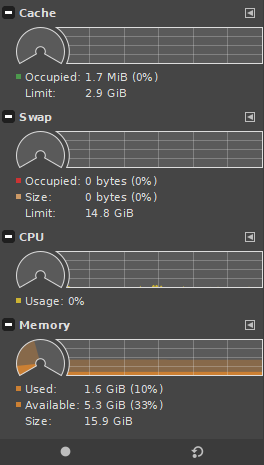 Cache
Occupied: 1.7 MiB (0%)
Limit: 2.9 GiB
Swap
Occupied: 0 bytes (0%)
Size: 0 bytes (0%)
Limit: 14.8 GiB
CPU
Usage: 0%
Memory
Used: 1.6 GiB (10%)
Available: 5.3 GiB (33%)
Size: 15.9 GiB